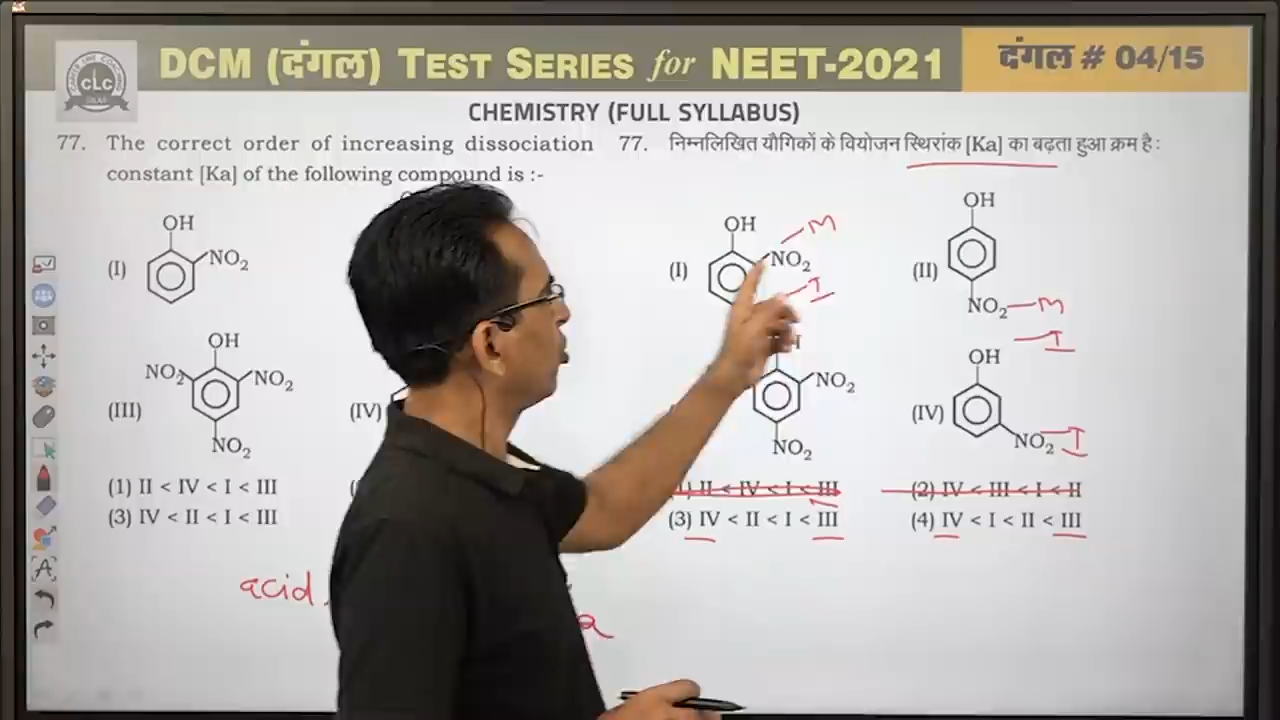 DCM (दंगल) TEST SERIES for NEET-2021
दंगल # 04/15
CLC
CHEMISTRY (FULL SYLLABUS)
77. The correct order of increasing dissociation
constant [Ka] of the following compound is :-
OH
(I) NO2
OH
(III) NO2 NO2
NO2
(IV)
(1) II < IV < I < III
(3) IV < II < I < III
acid
77. निम्नलिखित यौगिकों के वियोजन स्थिरांक [Ka] का बढ़ता हुआ क्रम है :
OH
(I) NO2 M
I
OH
(II)
NO2 M
I
NO2
NO2
OH
(IV)
NO2 I
(1) II < IV < I < III
(2) IV < III < I < II
(3) IV < II < I < III
(4) IV < I < II < III